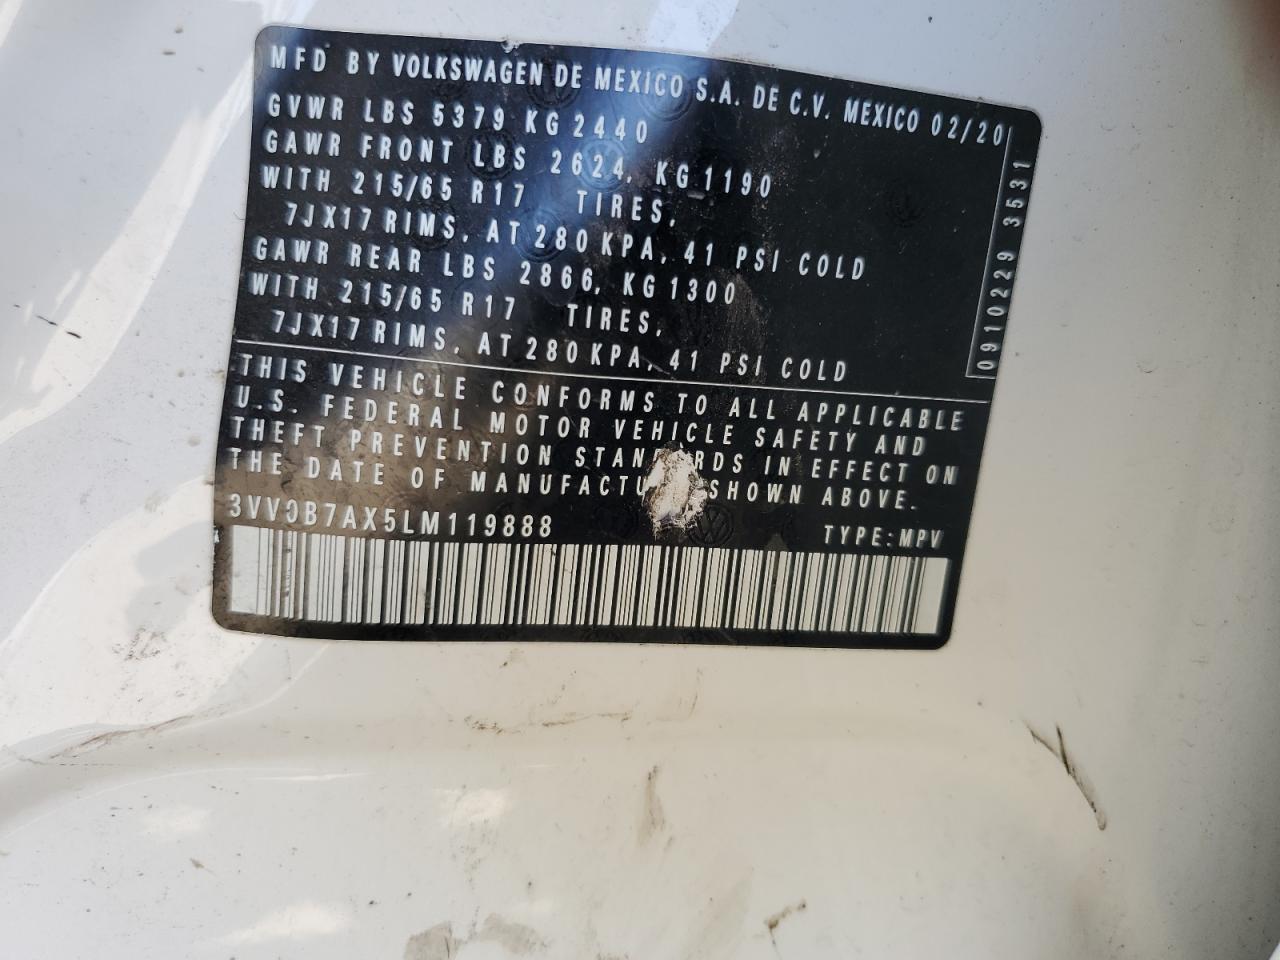 MFD BY VOLKSWAGEN DE MEXICO S.A. DE C.V. MEXICO 02/20
GVWR LBS 5379 KG 2440
GAWR FRONT LBS 2624, KG 1190
WITH 215/65 R17 TIRES,
7JX17 RIMS, AT 280 KPA, 41 PSI COLD
GAWR REAR LBS 2866, KG 1300
WITH 215/65 R17 TIRES,
7JX17 RIMS, AT 280 KPA, 41 PSI COLD
0910229 3531
THIS VEHICLE CONFORMS TO ALL APPLICABLE
U.S. FEDERAL MOTOR VEHICLE SAFETY AND
THEFT PREVENTION STANDARDS IN EFFECT ON
THE DATE OF MANUFACTU SHOWN ABOVE.
3VV0B7AX5LM119888 TYPE:MPV